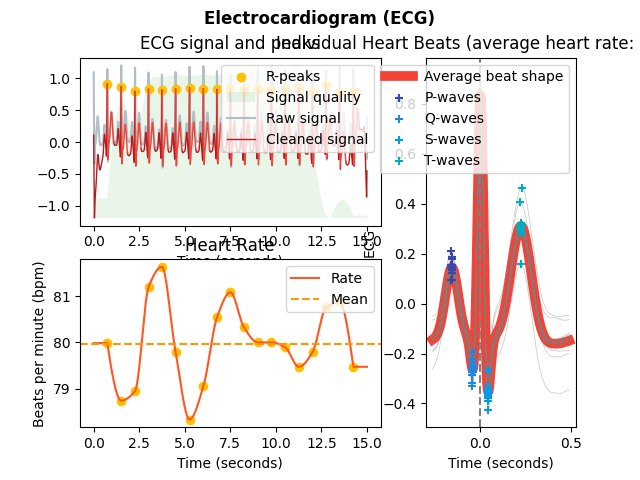 Electrocardiogram (ECG)
ECG signal and peaks
Individual Heart Beats (average heart rate:
R-peaks
Signal quality
Raw signal
Cleaned signal
1.0
0.5
0.0
−0.5
−1.0
0.0 2.5 5.0 7.5 10.0 12.5 15.0
Time (seconds)
Heart Rate
Rate
Mean
Beats per minute (bpm)
81
80
79
0.0 2.5 5.0 7.5 10.0 12.5 15.0
Time (seconds)
Average beat shape
P-waves
Q-waves
S-waves
T-waves
ECG
0.8
0.6
0.4
0.2
0.0
−0.2
−0.4
0.0 0.5
Time (seconds)